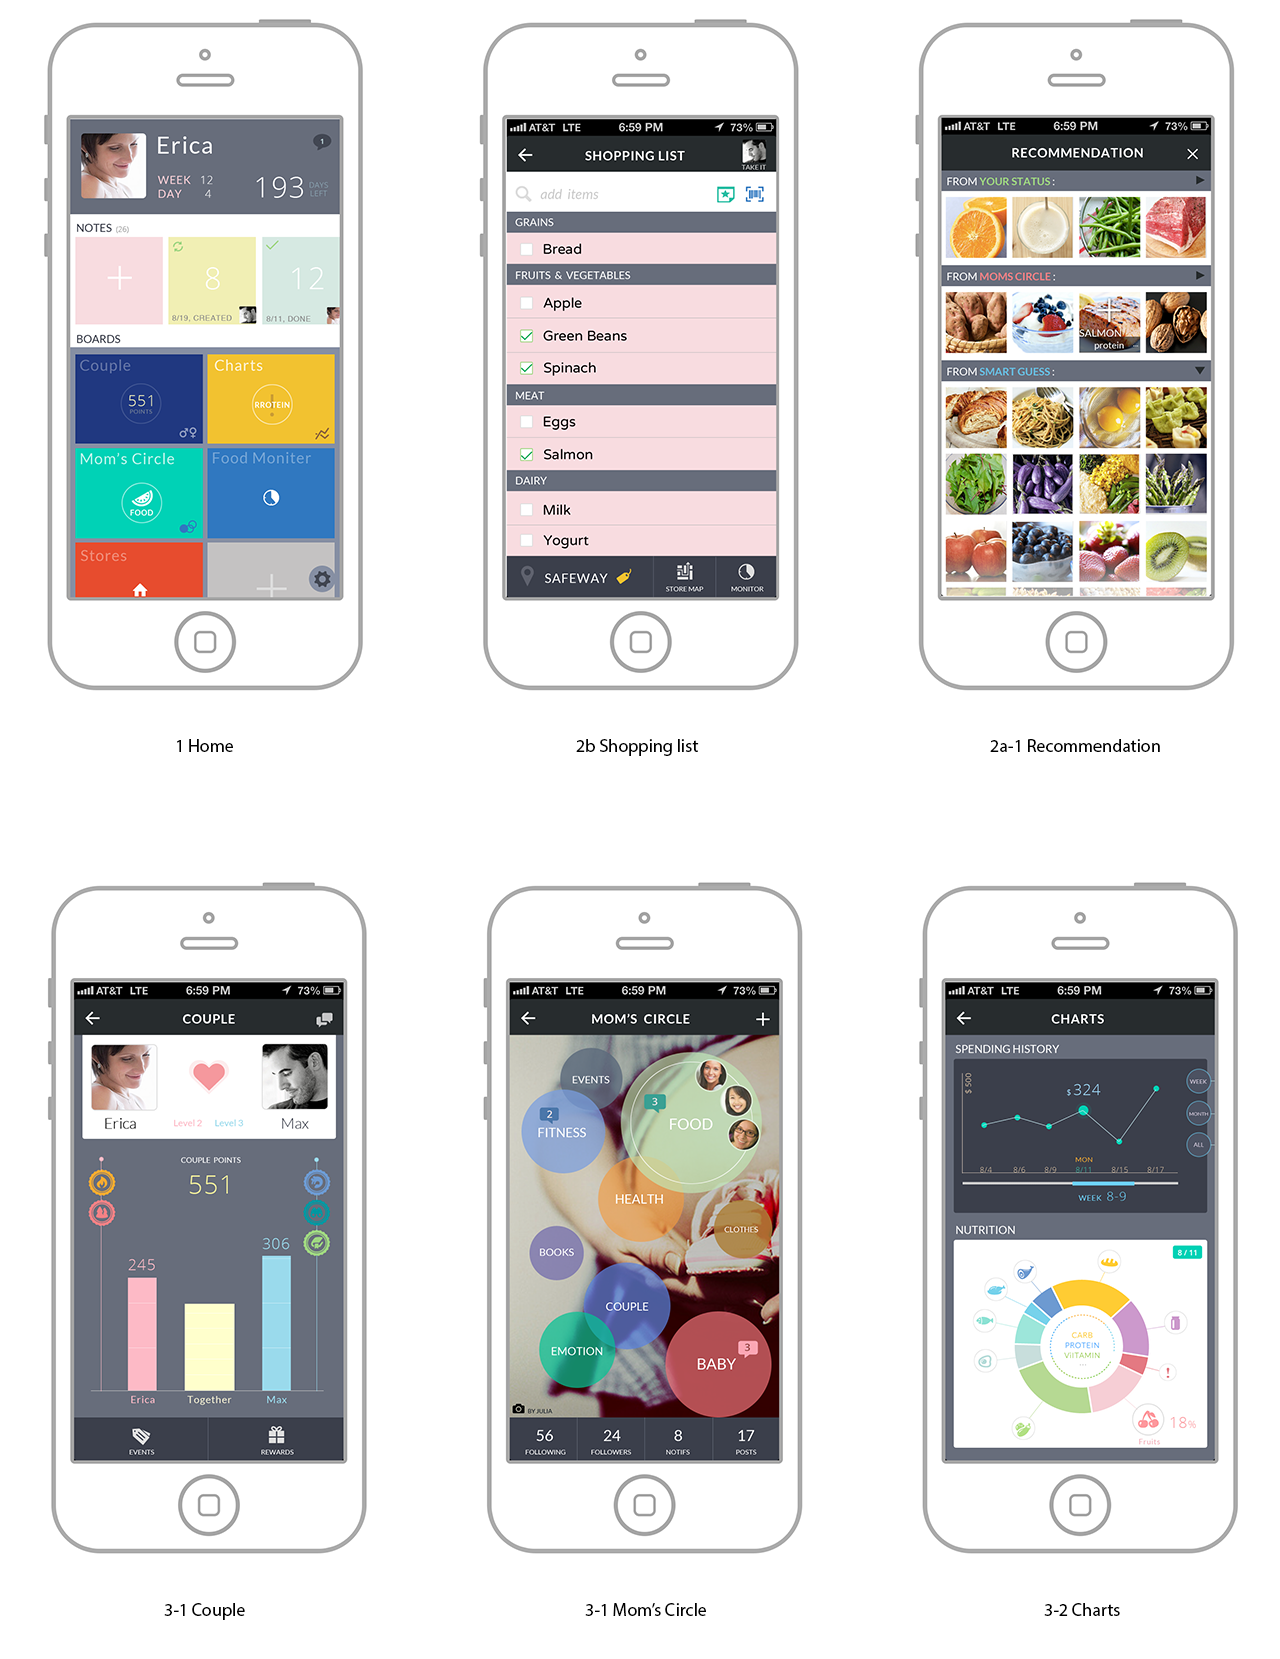 Erica
1
WEEK 12
DAY 4
193 DAYS LEFT
NOTES (26)
8
12
8/19, CREATED
8/11, DONE
BOARDS
Couple
551
POINTS
Charts
RROTEIN
Mom's Circle
FOOD
Food Moniter
Stores
1 Home
AT&T LTE 6:59 PM 73%
SHOPPING LIST
TAKE IT
add items
GRAINS
Bread
FRUITS & VEGETABLES
Apple
Green Beans
Spinach
MEAT
Eggs
Salmon
DAIRY
Milk
Yogurt
SAFEWAY
STORE MAP
MONITOR
2b Shopping list
AT&T LTE 6:59 PM 73%
RECOMMENDATION
FROM YOUR STATUS :
FROM MOMS CIRCLE :
SALMON
protein
FROM SMART GUESS :
2a-1 Recommendation
AT&T LTE 6:59 PM 73%
COUPLE
Erica
Level 2 Level 3
Max
COUPLE POINTS
551
245
306
Erica
Together
Max
EVENTS
REWARDS
3-1 Couple
AT&T LTE 6:59 PM 73%
MOM'S CIRCLE
EVENTS
2
FITNESS
3
FOOD
HEALTH
CLOTHES
BOOKS
COUPLE
EMOTION
3
BABY
BY JULIA
56 FOLLOWING
24 FOLLOWERS
8 NOTIFS
17 POSTS
3-1 Mom's Circle
AT&T LTE 6:59 PM 73%
CHARTS
SPENDING HISTORY
$ 500
$ 324
WEEK
MONTH
ALL
MON
8/4 8/6 8/9 8/11 8/15 8/17
WEEK 8-9
NUTRITION
8 / 11
CARB
PROTEIN
VIITAMIN
...
18%
Fruits
3-2 Charts